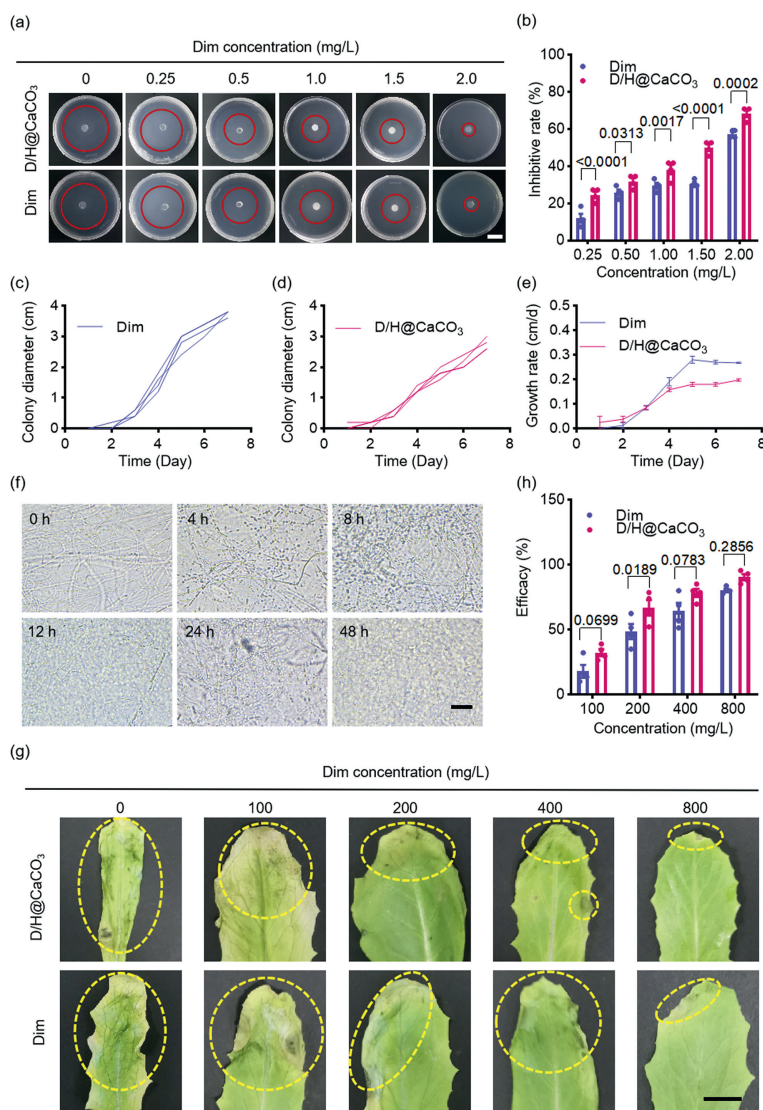 (a)
Dim concentration (mg/L)
0 0.25 0.5 1.0 1.5 2.0
D/H@CaCO₃
Dim
(b)
Dim
D/H@CaCO₃
Inhibitive rate (%)
100
80
60
40
20
0
<0.0001
0.0313
0.0017
<0.0001
0.0002
0.25 0.50 1.00 1.50 2.00
Concentration (mg/L)
(c)
Dim
Colony diameter (cm)
4
3
2
1
0
0 2 4 6 8
Time (Day)
(d)
D/H@CaCO₃
Colony diameter (cm)
4
3
2
1
0
0 2 4 6 8
Time (Day)
(e)
Dim
D/H@CaCO₃
Growth rate (cm/d)
0.5
0.4
0.3
0.2
0.1
0.0
0 2 4 6 8
Time (Day)
(f)
0 h 4 h 8 h
12 h 24 h 48 h
(h)
Dim
D/H@CaCO₃
Efficacy (%)
150
100
50
0
0.0699
0.0189
0.0783
0.2856
100 200 400 800
Concentration (mg/L)
(g)
Dim concentration (mg/L)
0 100 200 400 800
D/H@CaCO₃
Dim